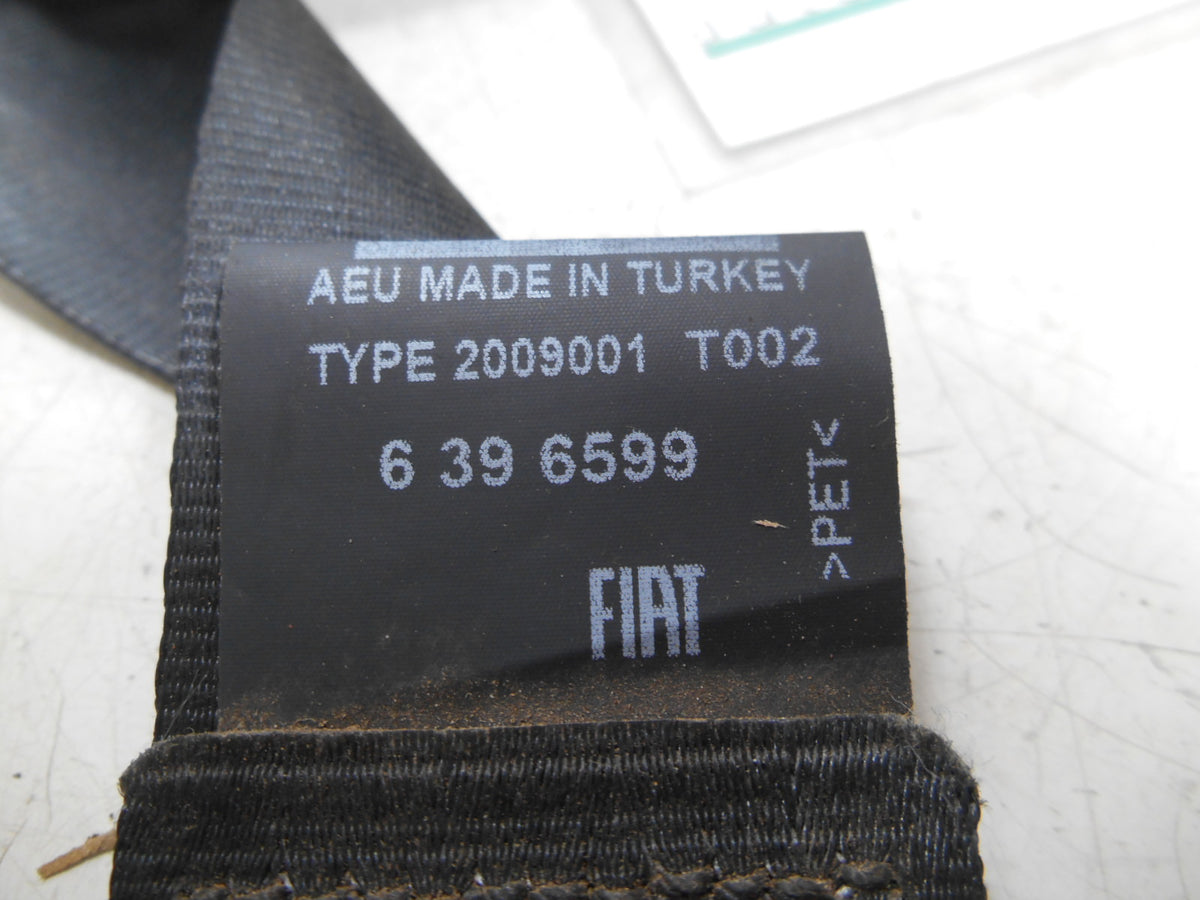 AEU MADE IN TURKEY
TYPE 2009001 T002
6 39 6599
>PET<
FIAT